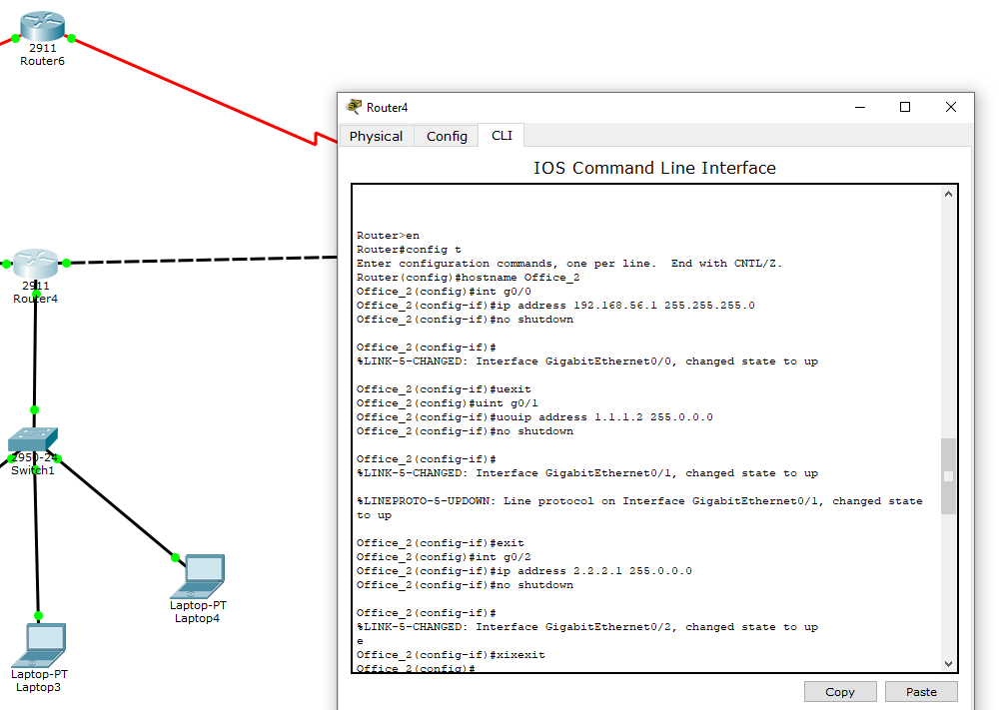 2911
Router6
Router4
Physical
Config
CLI
IOS Command Line Interface
Router>en
Router#config t
Enter configuration commands, one per line.  End with CNTL/Z.
Router(config)#hostname Office_2
Office_2(config)#int g0/0
Office_2(config-if)#ip address 192.168.56.1 255.255.255.0
Office_2(config-if)#no shutdown
Office_2(config-if)#
%LINK-5-CHANGED: Interface GigabitEthernet0/0, changed state to up
Office_2(config-if)#uexit
Office_2(config)#uint g0/1
Office_2(config-if)#uouip address 1.1.1.2 255.0.0.0
Office_2(config-if)#no shutdown
Office_2(config-if)#
%LINK-5-CHANGED: Interface GigabitEthernet0/1, changed state to up
%LINEPROTO-5-UPDOWN: Line protocol on Interface GigabitEthernet0/1, changed state
to up
Office_2(config-if)#exit
Office_2(config)#int g0/2
Office_2(config-if)#ip address 2.2.2.1 255.0.0.0
Office_2(config-if)#no shutdown
Office_2(config-if)#
%LINK-5-CHANGED: Interface GigabitEthernet0/2, changed state to up
e
Office_2(config-if)#xixexit
Office_2(config)#
Copy
Paste
2911
Router4
2950-24
Switch1
Laptop-PT
Laptop4
Laptop-PT
Laptop3